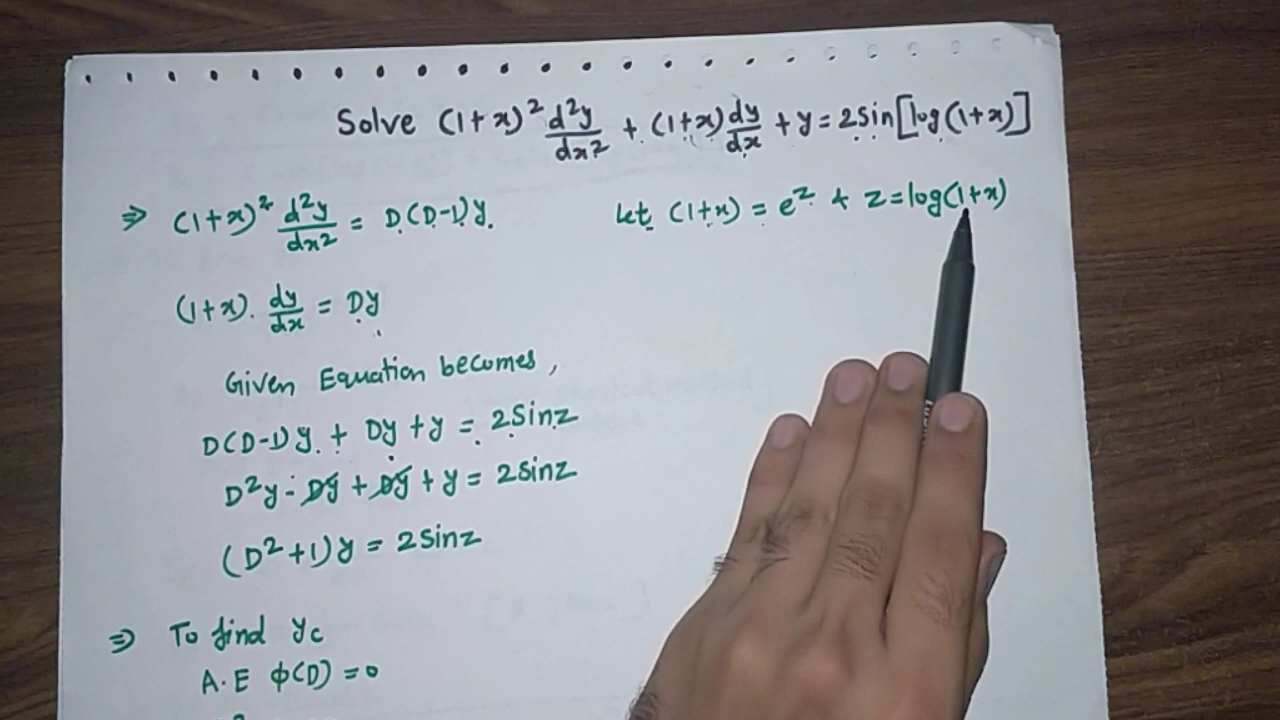 Solve (1+x)² d²y/dx² + (1+x) dy/dx + y = 2sin[log(1+x)]
⇒ (1+x)² d²y/dx² = D(D-1)y. Let (1+x) = e^z & z = log(1+x)
(1+x). dy/dx = Dy
Given Equation becomes,
D(D-1)y + Dy + y = 2Sinz
D²y - Dy + Dy + y = 2Sinz
(D²+1)y = 2Sinz
⇒ To find yc
A.E ϕ(D) = 0